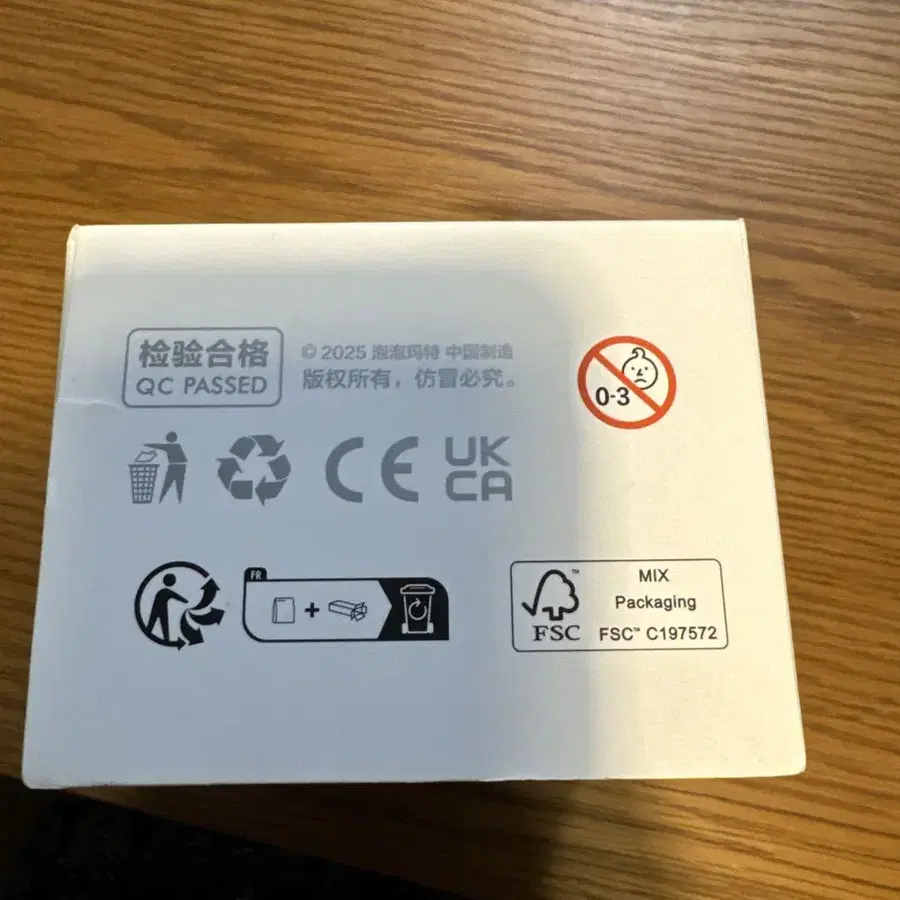 检验合格
QC PASSED
© 2025 泡泡玛特 中国制造
版权所有，仿冒必究。
0-3
CE
UK
CA
FR
+
FSC™
MIX
Packaging
FSC™ C197572